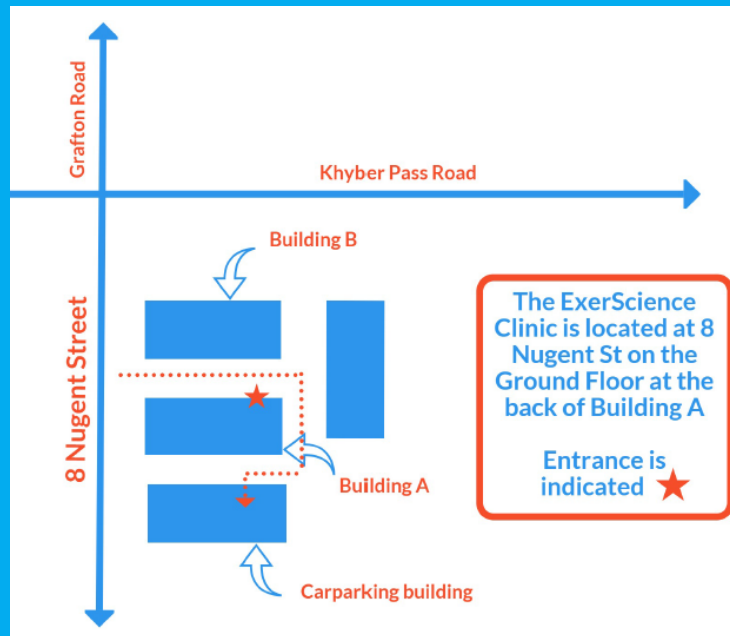 Grafton Road
Khyber Pass Road
Building B
8 Nugent Street
The ExerScience
Clinic is located at 8
Nugent St on the
Ground Floor at the
back of Building A
Entrance is
indicated
Building A
Carparking building